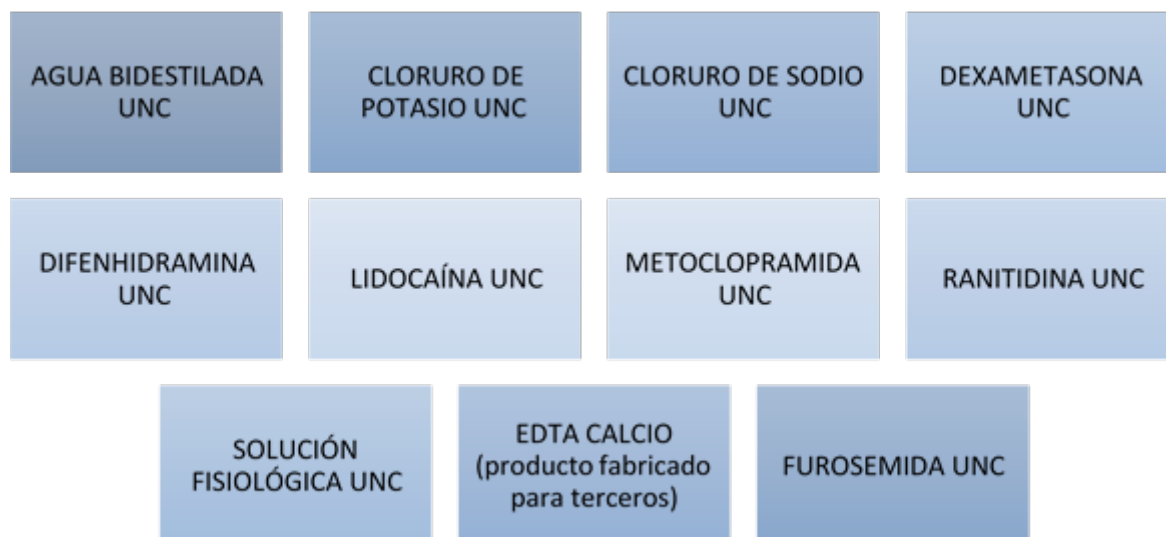 AGUA BIDESTILADA
UNC
CLORURO DE
POTASIO UNC
CLORURO DE SODIO
UNC
DEXAMETASONA
UNC
DIFENHIDRAMINA
UNC
LIDOCAÍNA UNC
METOCLOPRAMIDA
UNC
RANITIDINA UNC
SOLUCIÓN
FISIOLÓGICA UNC
EDTA CALCIO
(producto fabricado
para terceros)
FUROSEMIDA UNC